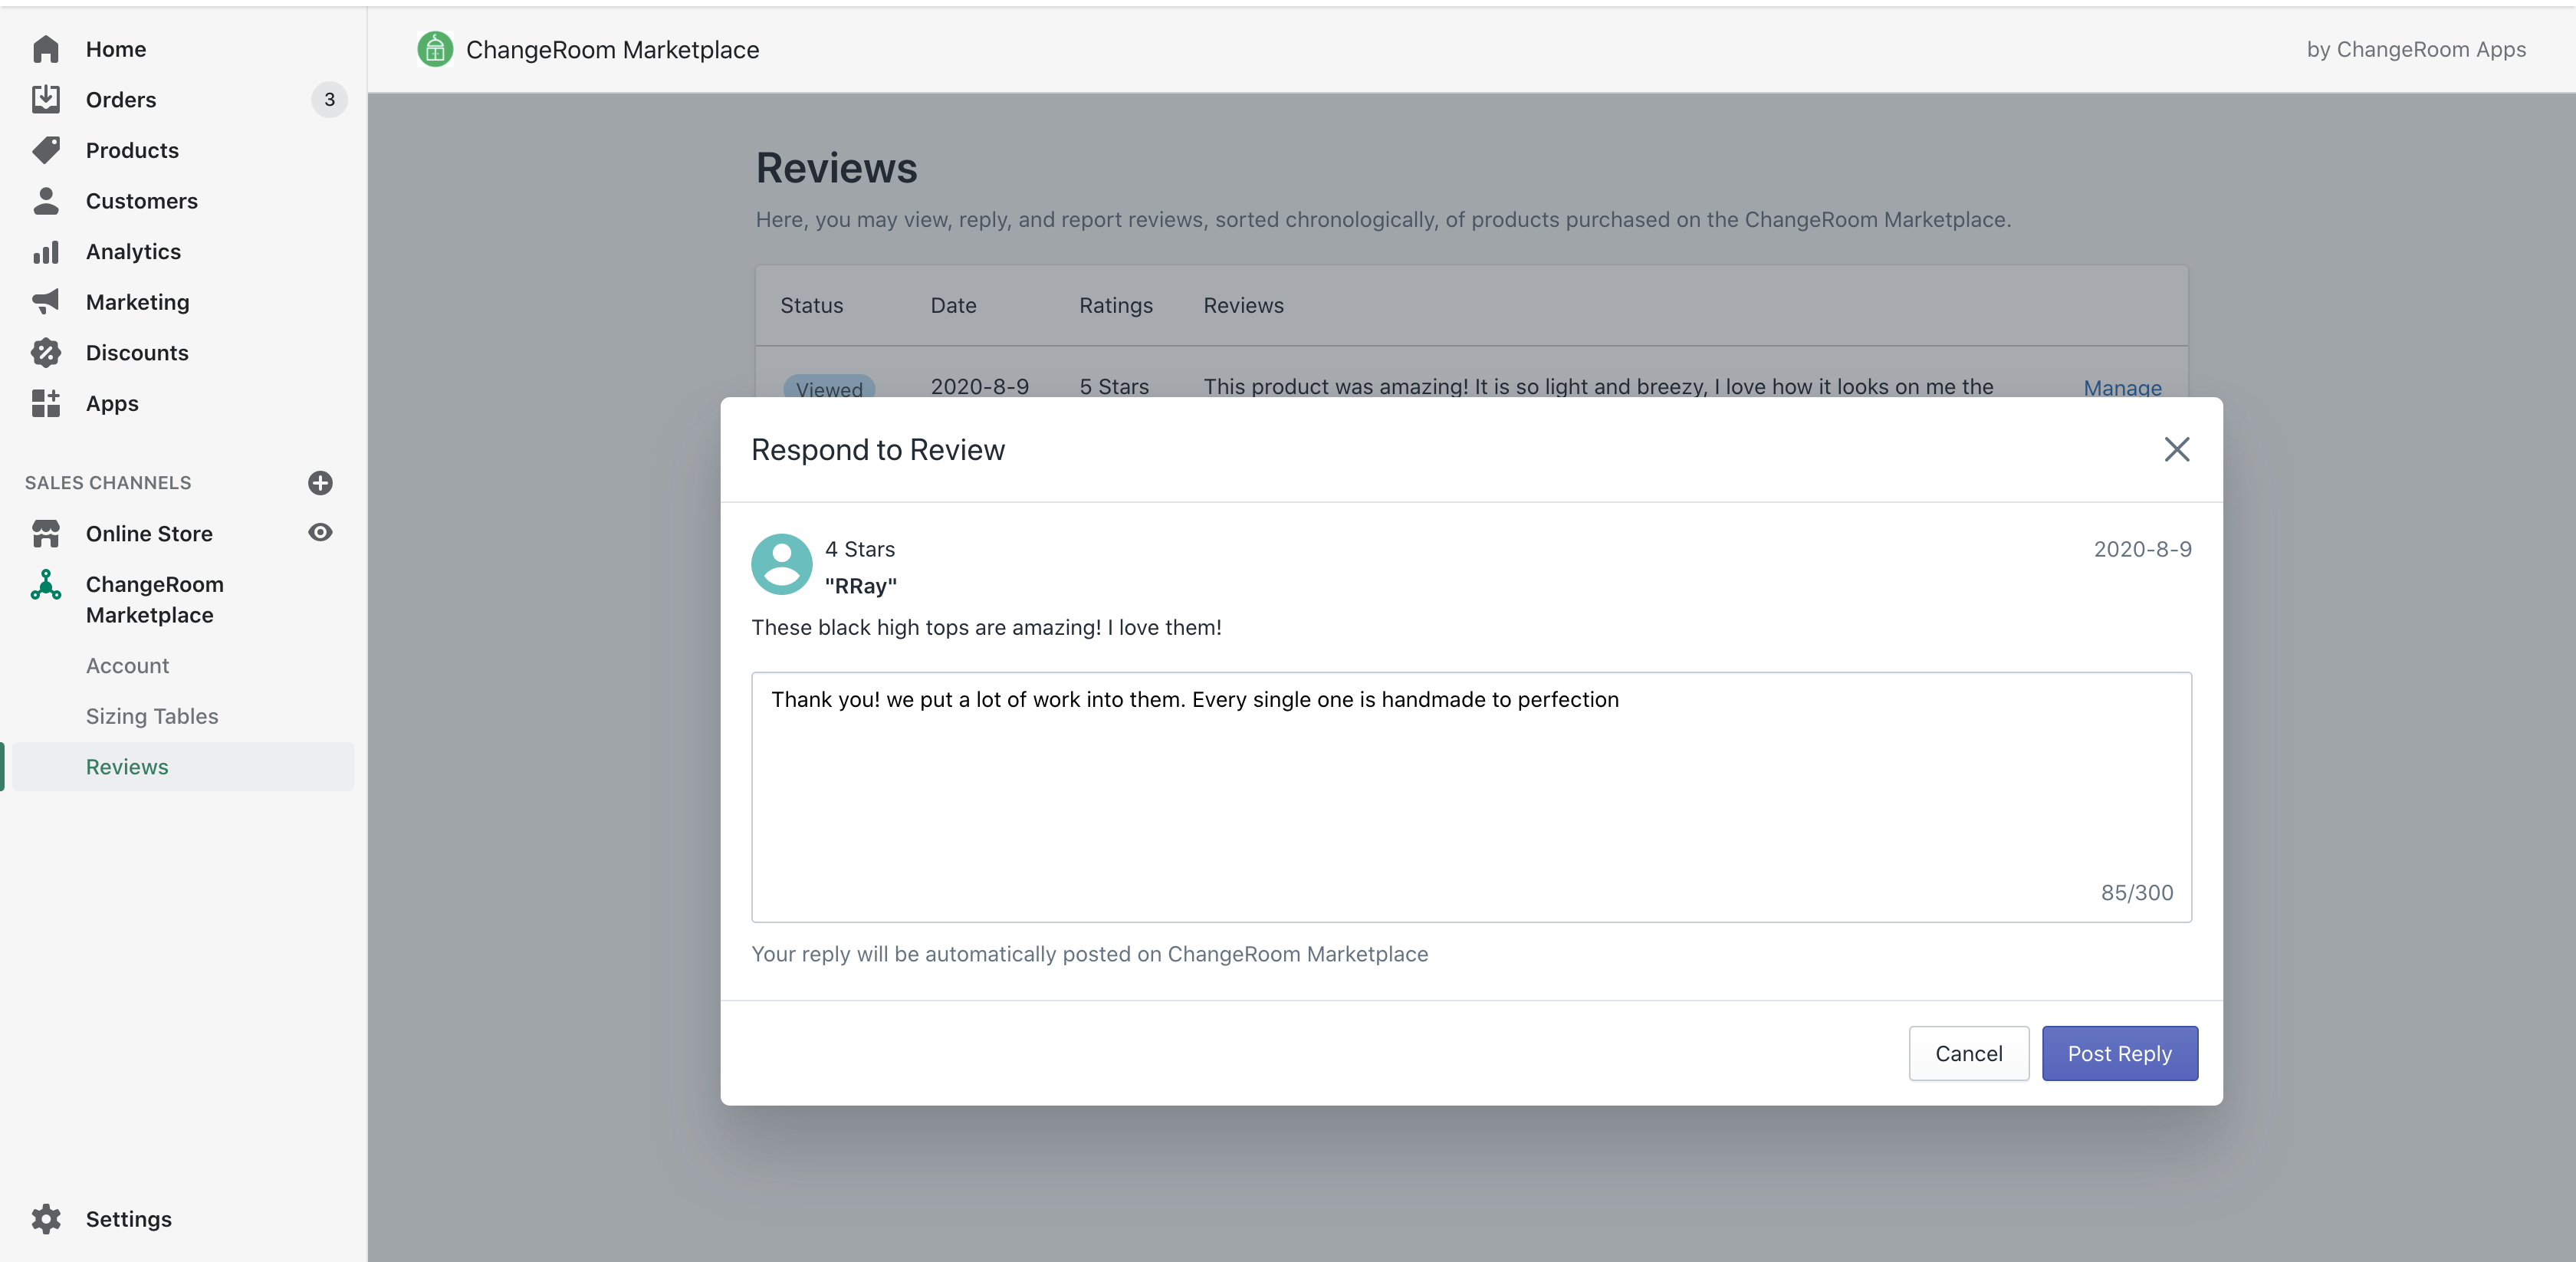 Home
Orders 3
Products
Customers
Analytics
Marketing
Discounts
Apps
SALES CHANNELS
Online Store
ChangeRoom
Marketplace
Account
Sizing Tables
Reviews
Settings
ChangeRoom Marketplace
by ChangeRoom Apps
Reviews
Here, you may view, reply, and report reviews, sorted chronologically, of products purchased on the ChangeRoom Marketplace.
Status Date Ratings Reviews
Viewed 2020-8-9 5 Stars This product was amazing! It is so light and breezy, I love how it looks on me the Manage
Respond to Review
4 Stars 2020-8-9
"RRay"
These black high tops are amazing! I love them!
Thank you! we put a lot of work into them. Every single one is handmade to perfection
85/300
Your reply will be automatically posted on ChangeRoom Marketplace
Cancel Post Reply